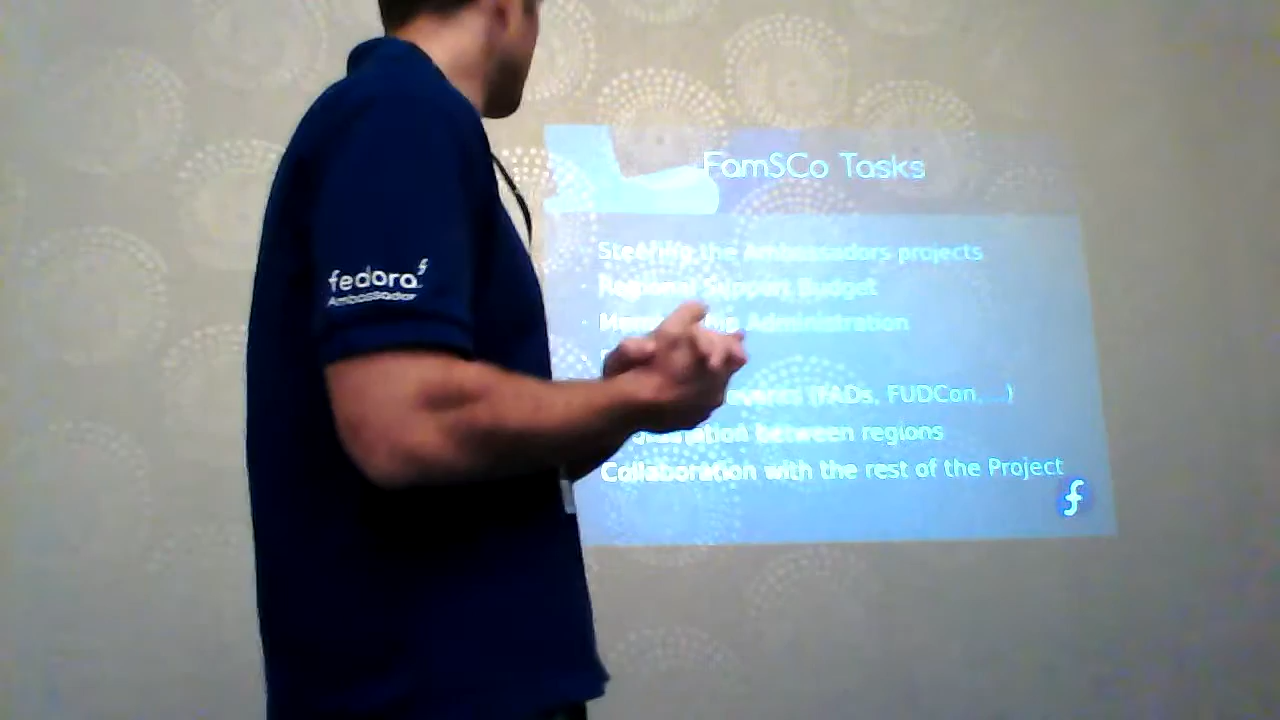 FamSCo Tasks
Steering the Ambassadors projects
Regional Support Budget
Administration
events (FADs, FUDCon, ...)
between regions
Collaboration with the rest of the Project
fedora
Ambassador